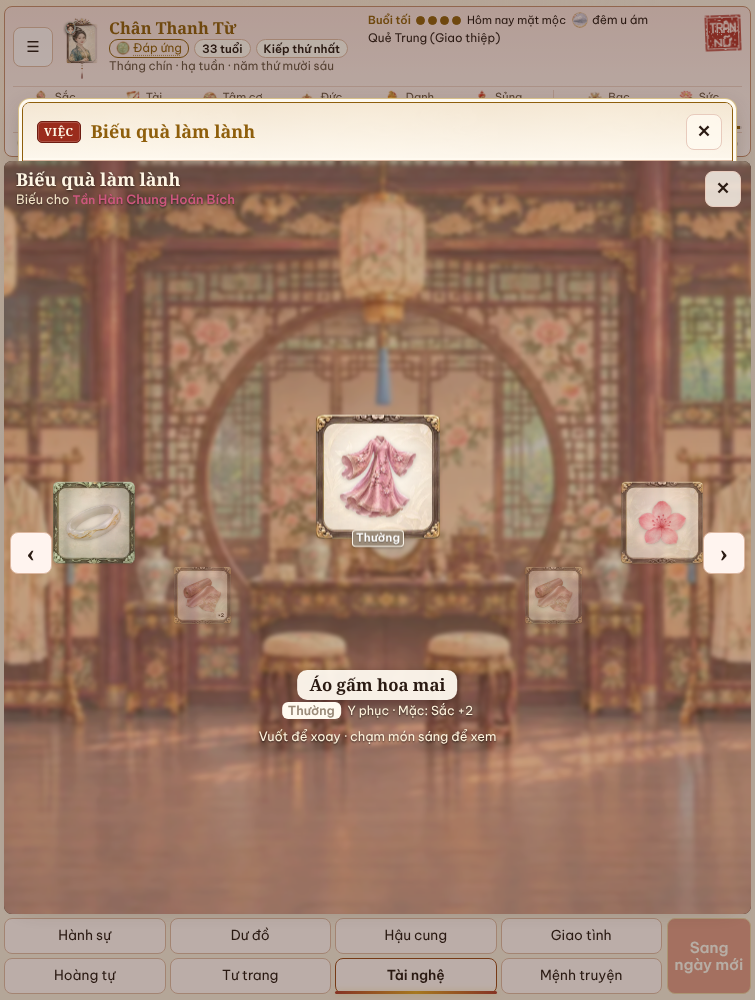 ☰
Chân Thanh Từ
Đáp ứng
33 tuổi
Kiếp thứ nhất
Tháng chín · hạ tuần · năm thứ mười sáu
Buổi tối
Hôm nay mặt mộc
đêm u ám
Quẻ Trung (Giao thiệp)
TRẦN NỮ
Sắc Tài Tâm cơ Đức Danh Sủng Bạc Sức
VIỆC
Biếu quà làm lành
✕
Biếu quà làm lành
✕
Biếu cho Tần Hàn Chung Hoán Bích
Thường
‹
›
Áo gấm hoa mai
Thường Y phục · Mặc: Sắc +2
Vuốt để xoay · chạm món sáng để xem
Hành sự
Dư đồ
Hậu cung
Giao tình
Sang ngày mới
Hoàng tự
Tư trang
Tài nghệ
Mệnh truyện